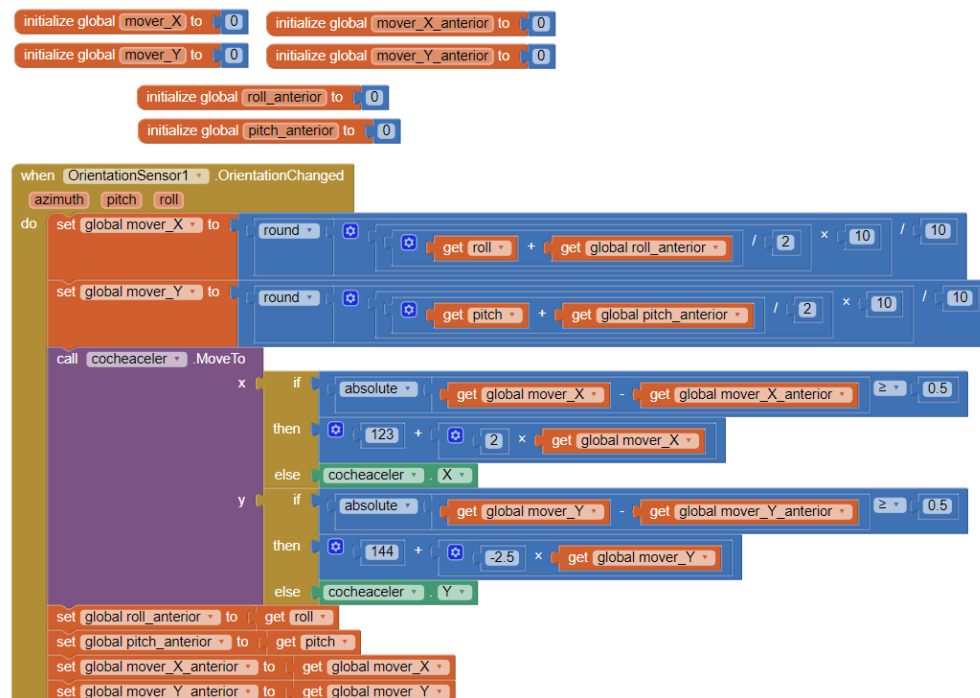 initialize global mover_X to 0
initialize global mover_X_anterior to 0
initialize global mover_Y to 0
initialize global mover_Y_anterior to 0
initialize global roll_anterior to 0
initialize global pitch_anterior to 0
when OrientationSensor1 .OrientationChanged
azimuth pitch roll
do set global mover_X to round get roll + get global roll_anterior / 2 × 10 / 10
set global mover_Y to round get pitch + get global pitch_anterior / 2 × 10 / 10
call cocheaceler .MoveTo
x if absolute get global mover_X - get global mover_X_anterior ≥ 0.5
then 123 + 2 × get global mover_X
else cocheaceler . X
y if absolute get global mover_Y - get global mover_Y_anterior ≥ 0.5
then 144 + -2.5 × get global mover_Y
else cocheaceler . Y
set global roll_anterior to get roll
set global pitch_anterior to get pitch
set global mover_X_anterior to get global mover_X
set global mover_Y_anterior to get global mover_Y